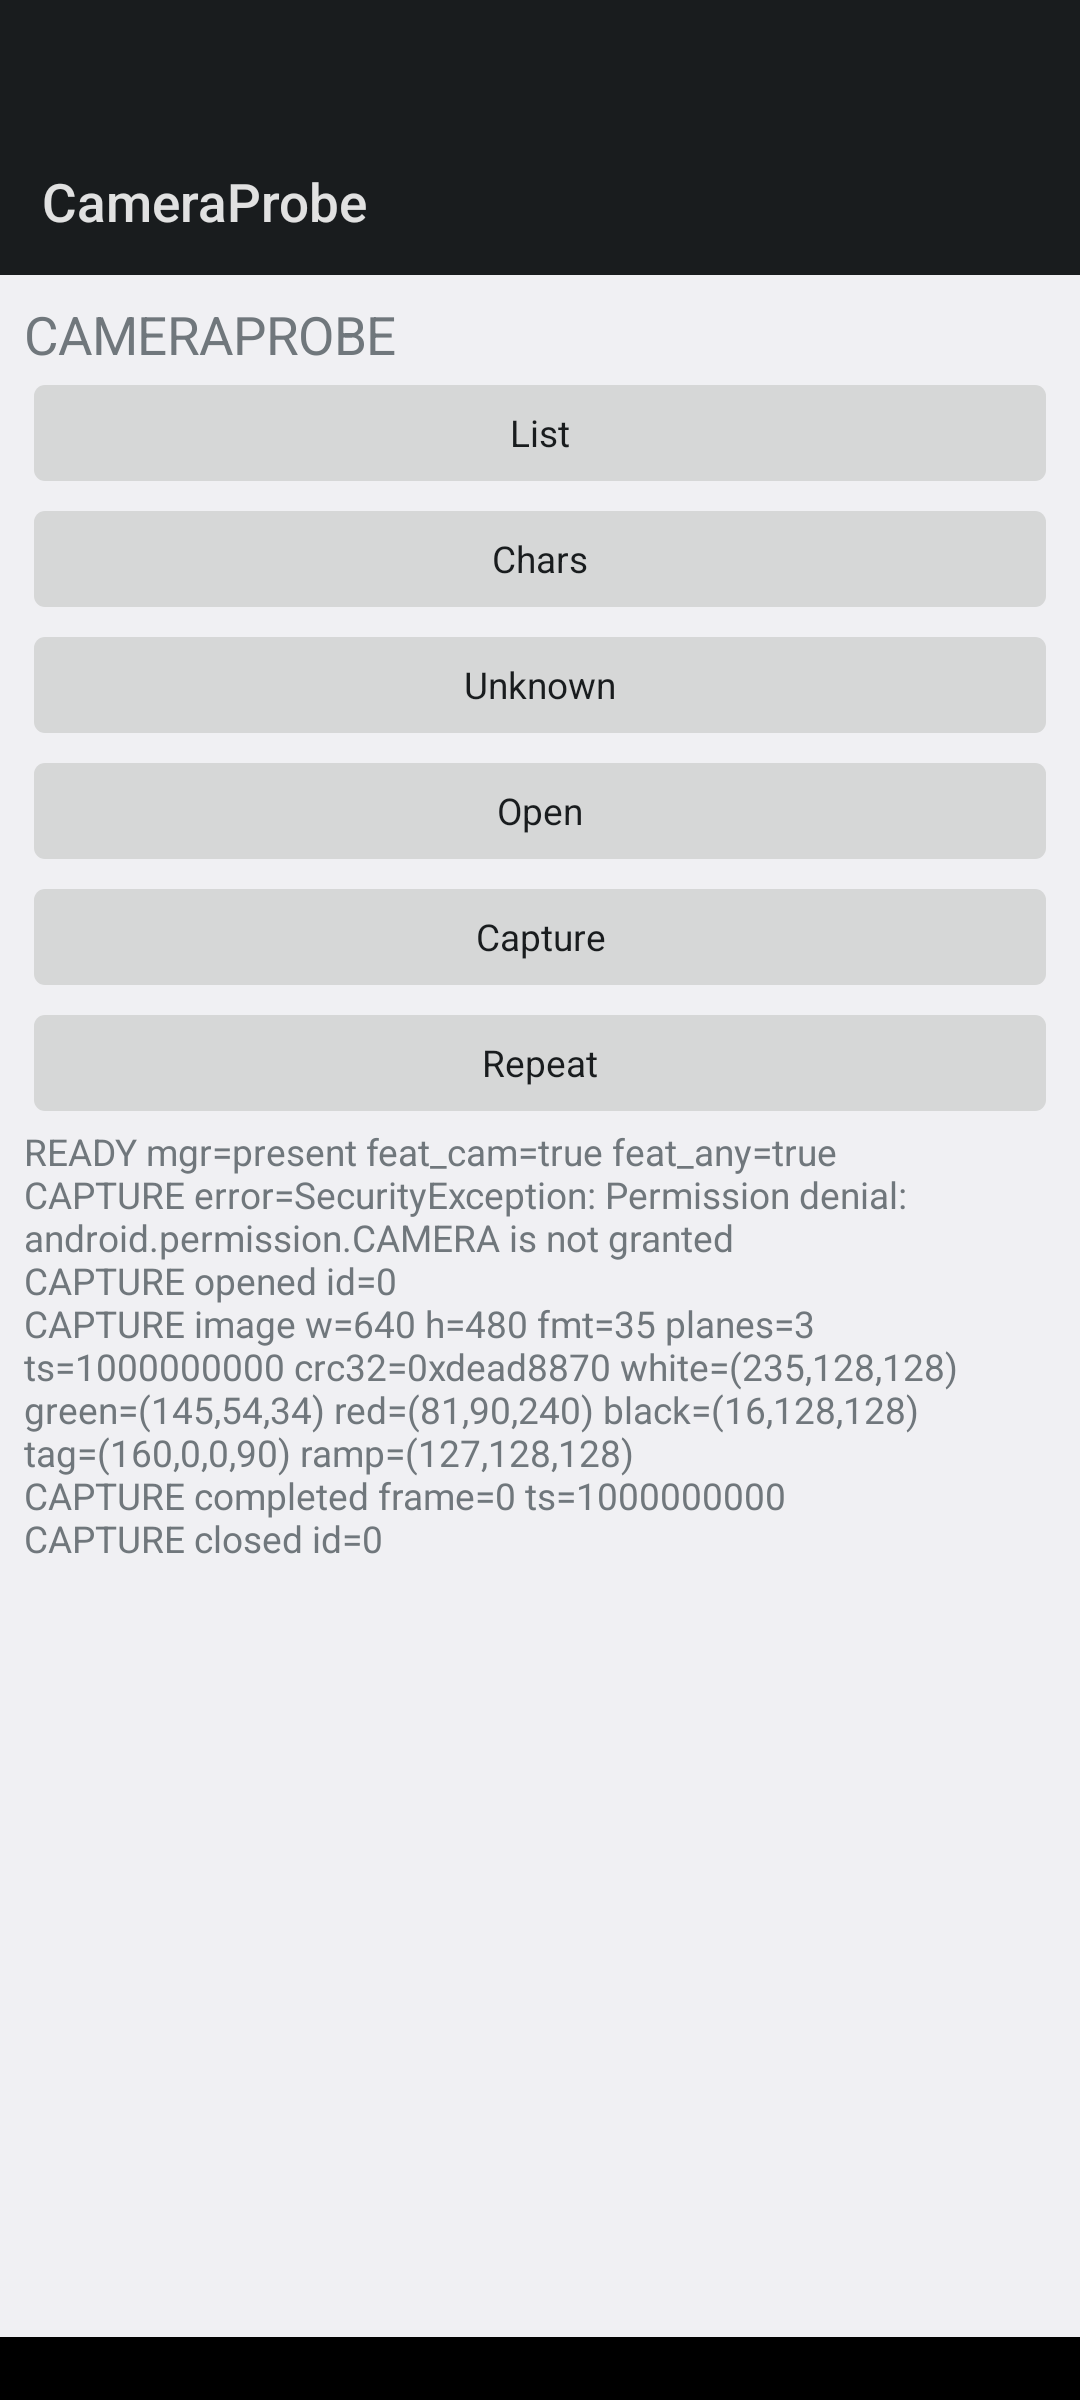 CameraProbe
CAMERAPROBE
List
Chars
Unknown
Open
Capture
Repeat
READY mgr=present feat_cam=true feat_any=true
CAPTURE error=SecurityException: Permission denial:
android.permission.CAMERA is not granted
CAPTURE opened id=0
CAPTURE image w=640 h=480 fmt=35 planes=3
ts=1000000000 crc32=0xdead8870 white=(235,128,128)
green=(145,54,34) red=(81,90,240) black=(16,128,128)
tag=(160,0,0,90) ramp=(127,128,128)
CAPTURE completed frame=0 ts=1000000000
CAPTURE closed id=0